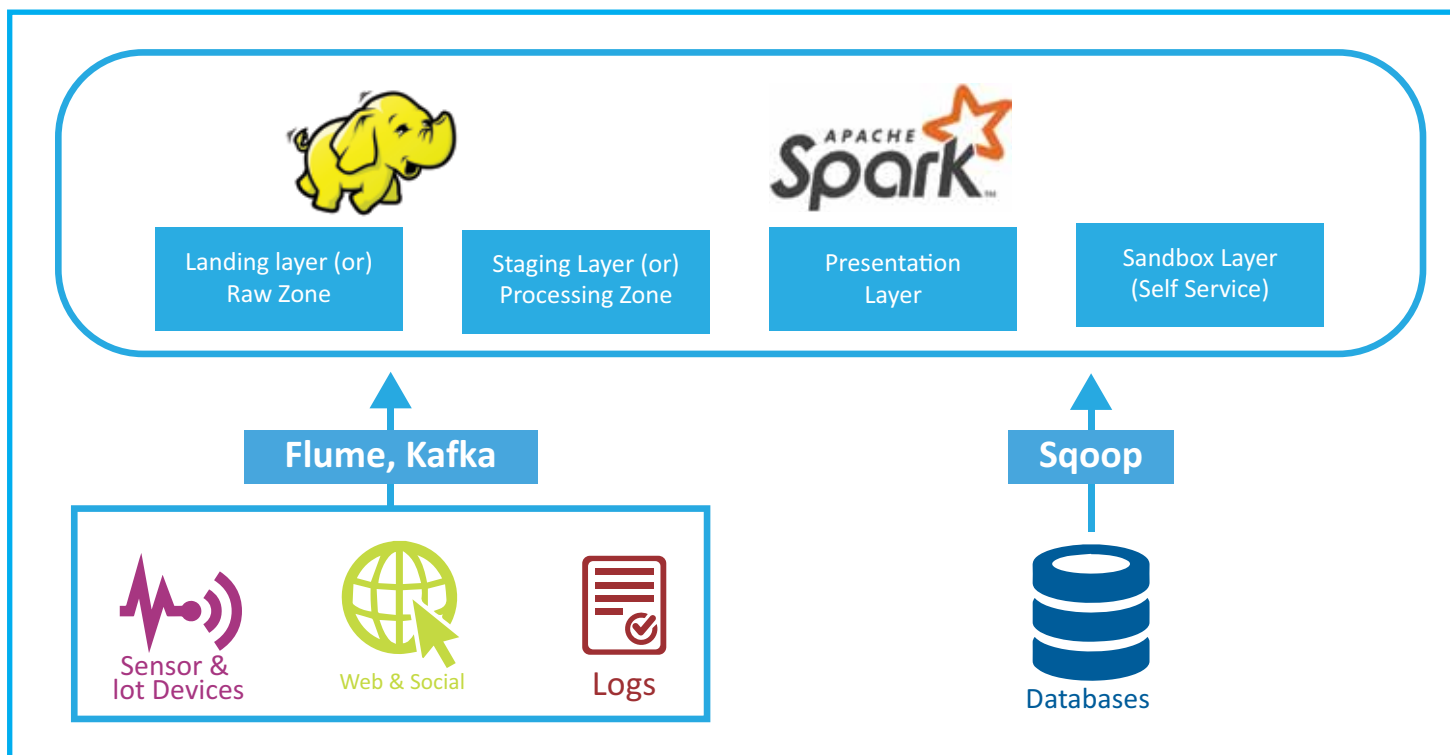 APACHE
Spark
TM
Landing layer (or)
Raw Zone
Staging Layer (or)
Processing Zone
Presentation
Layer
Sandbox Layer
(Self Service)
Flume, Kafka
Sqoop
Sensor &
Iot Devices
Web & Social
Logs
Databases